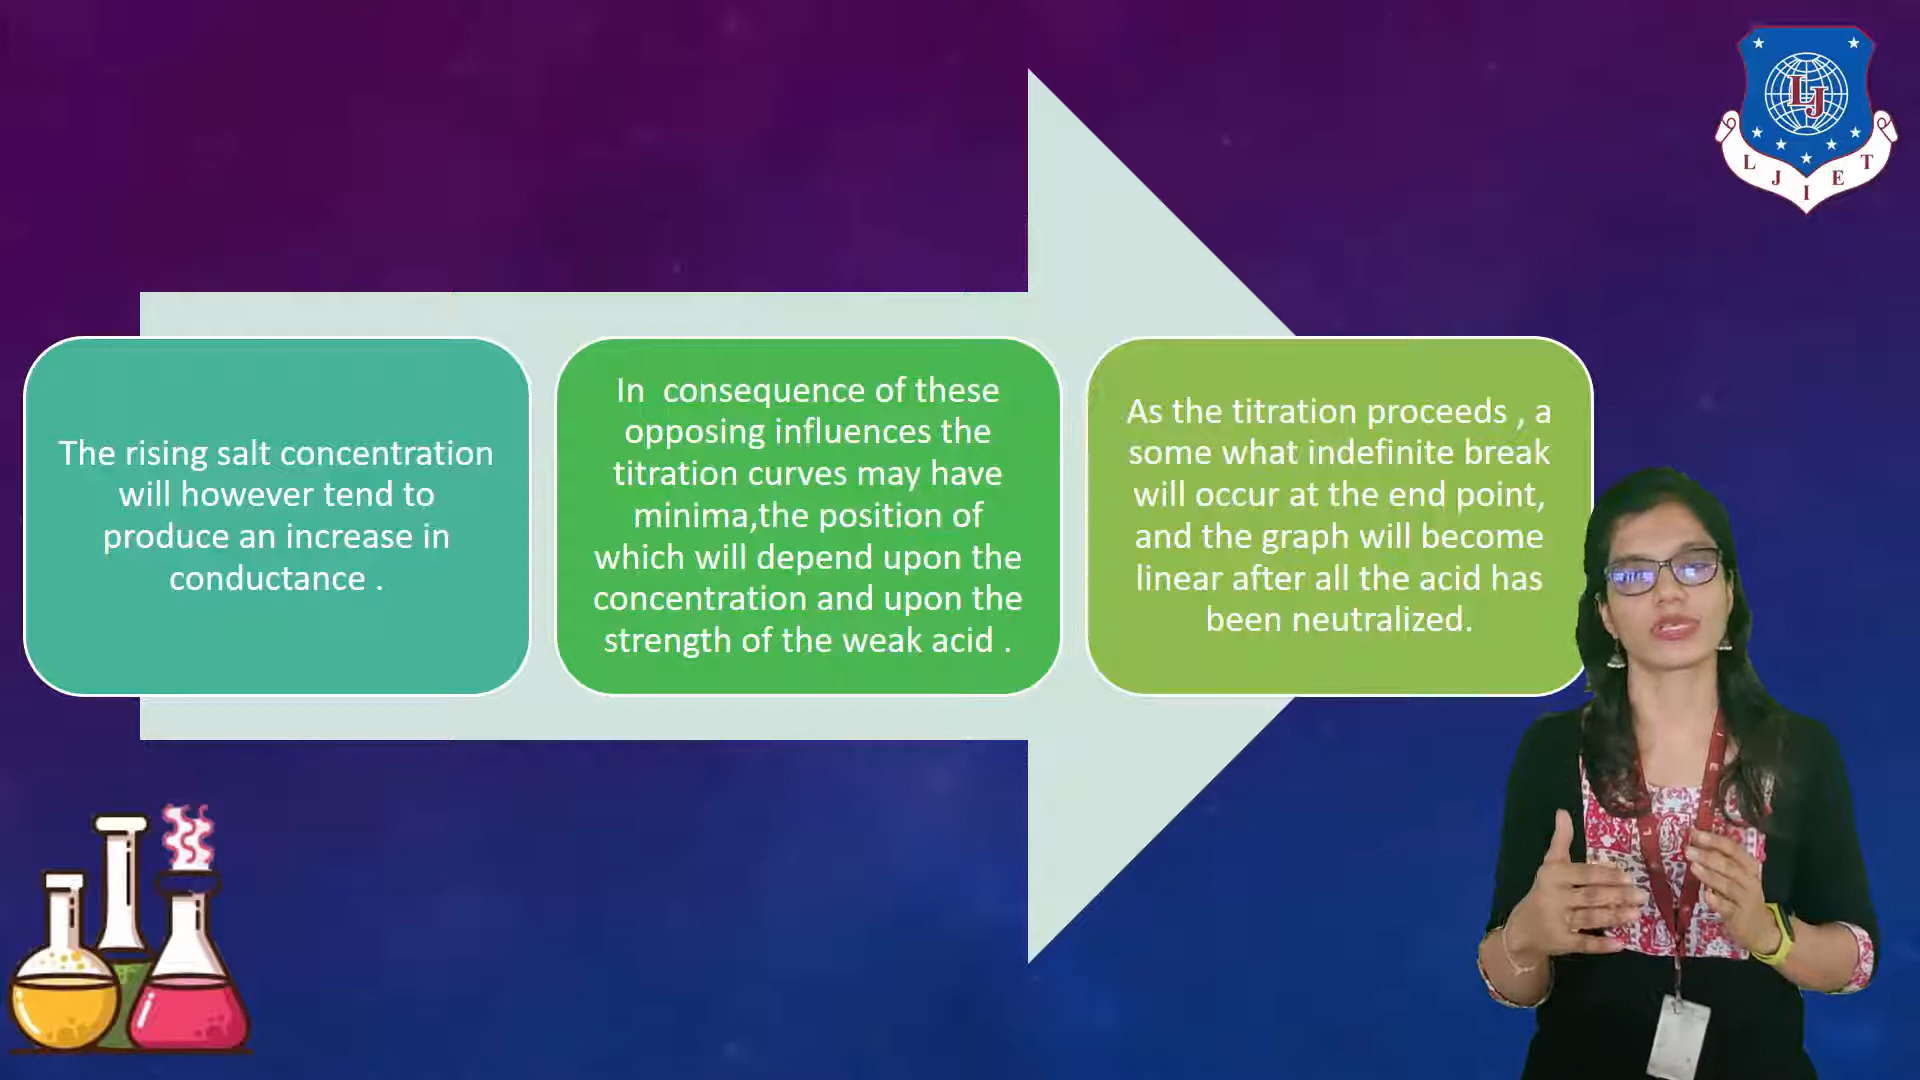 The rising salt concentration
will however tend to
produce an increase in
conductance .
In  consequence of these
opposing influences the
titration curves may have
minima,the position of
which will depend upon the
concentration and upon the
strength of the weak acid .
As the titration proceeds , a
some what indefinite break
will occur at the end point,
and the graph will become
linear after all the acid has
been neutralized.
LJ
L J I E T